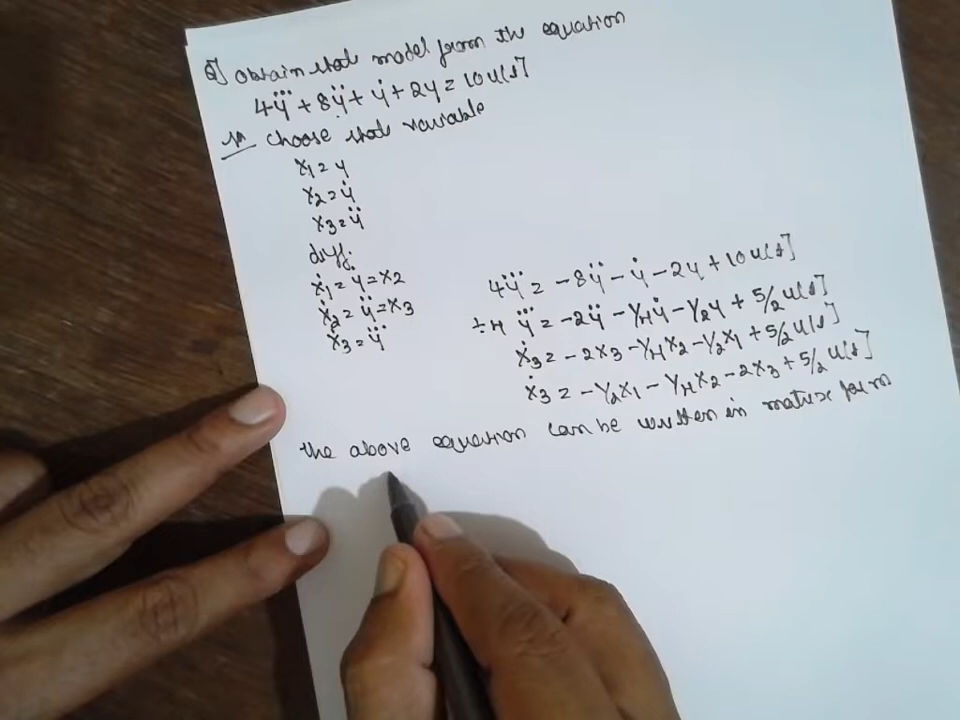 Q] Obtain stat model from the equation
4y⃛ + 8ÿ + ẏ + 2y = 10 u[s]
choose stat variable
x1 = y
x2 = ẏ
x3 = ÿ
diff.
ẋ1 = y = x2
ẋ2 = ÿ = x3
ẋ3 = y⃛
4y⃛ = -8ÿ - ẏ - 2y + 10 u[s]
÷4 y⃛ = -2ÿ - 1/4 ẏ - 1/2 y + 5/2 u[s]
ẋ3 = -2x3 - 1/4 x2 - 1/2 x1 + 5/2 u[s]
ẋ3 = -1/2 x1 - 1/4 x2 - 2x3 + 5/2 u[s]
the above equation can be written in matrix form